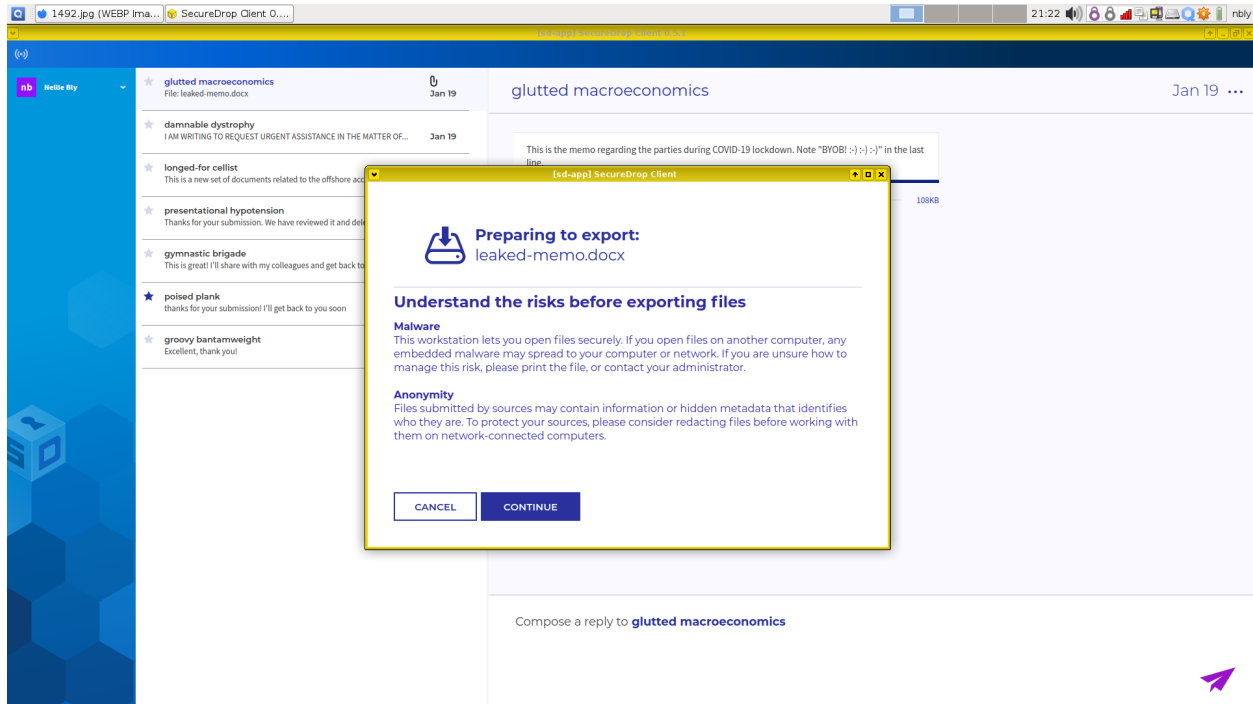 1492.jpg (WEBP Ima...
SecureDrop Client 0....
21:22
nbly
[sd-app] SecureDrop Client 0.5.1
nb
Nellie Bly
glutted macroeconomics
File: leaked-memo.docx
Jan 19
damnable dystrophy
I AM WRITING TO REQUEST URGENT ASSISTANCE IN THE MATTER OF...
Jan 19
longed-for cellist
This is a new set of documents related to the offshore
presentational hypotension
Thanks for your submission. We have reviewed it and
gymnastic brigade
This is great! I'll share with my colleagues and get back to
poised plank
thanks for your submission! I'll get back to you soon
groovy bantamweight
Excellent, thank you!
glutted macroeconomics
Jan 19 •••
This is the memo regarding the parties during COVID-19 lockdown. Note "BYOB! :-) :-) :-)" in the last
line.
108KB
[sd-app] SecureDrop Client
Preparing to export:
leaked-memo.docx
Understand the risks before exporting files
Malware
This workstation lets you open files securely. If you open files on another computer, any
embedded malware may spread to your computer or network. If you are unsure how to
manage this risk, please print the file, or contact your administrator.
Anonymity
Files submitted by sources may contain information or hidden metadata that identifies
who they are. To protect your sources, please consider redacting files before working with
them on network-connected computers.
CANCEL
CONTINUE
Compose a reply to glutted macroeconomics
SD